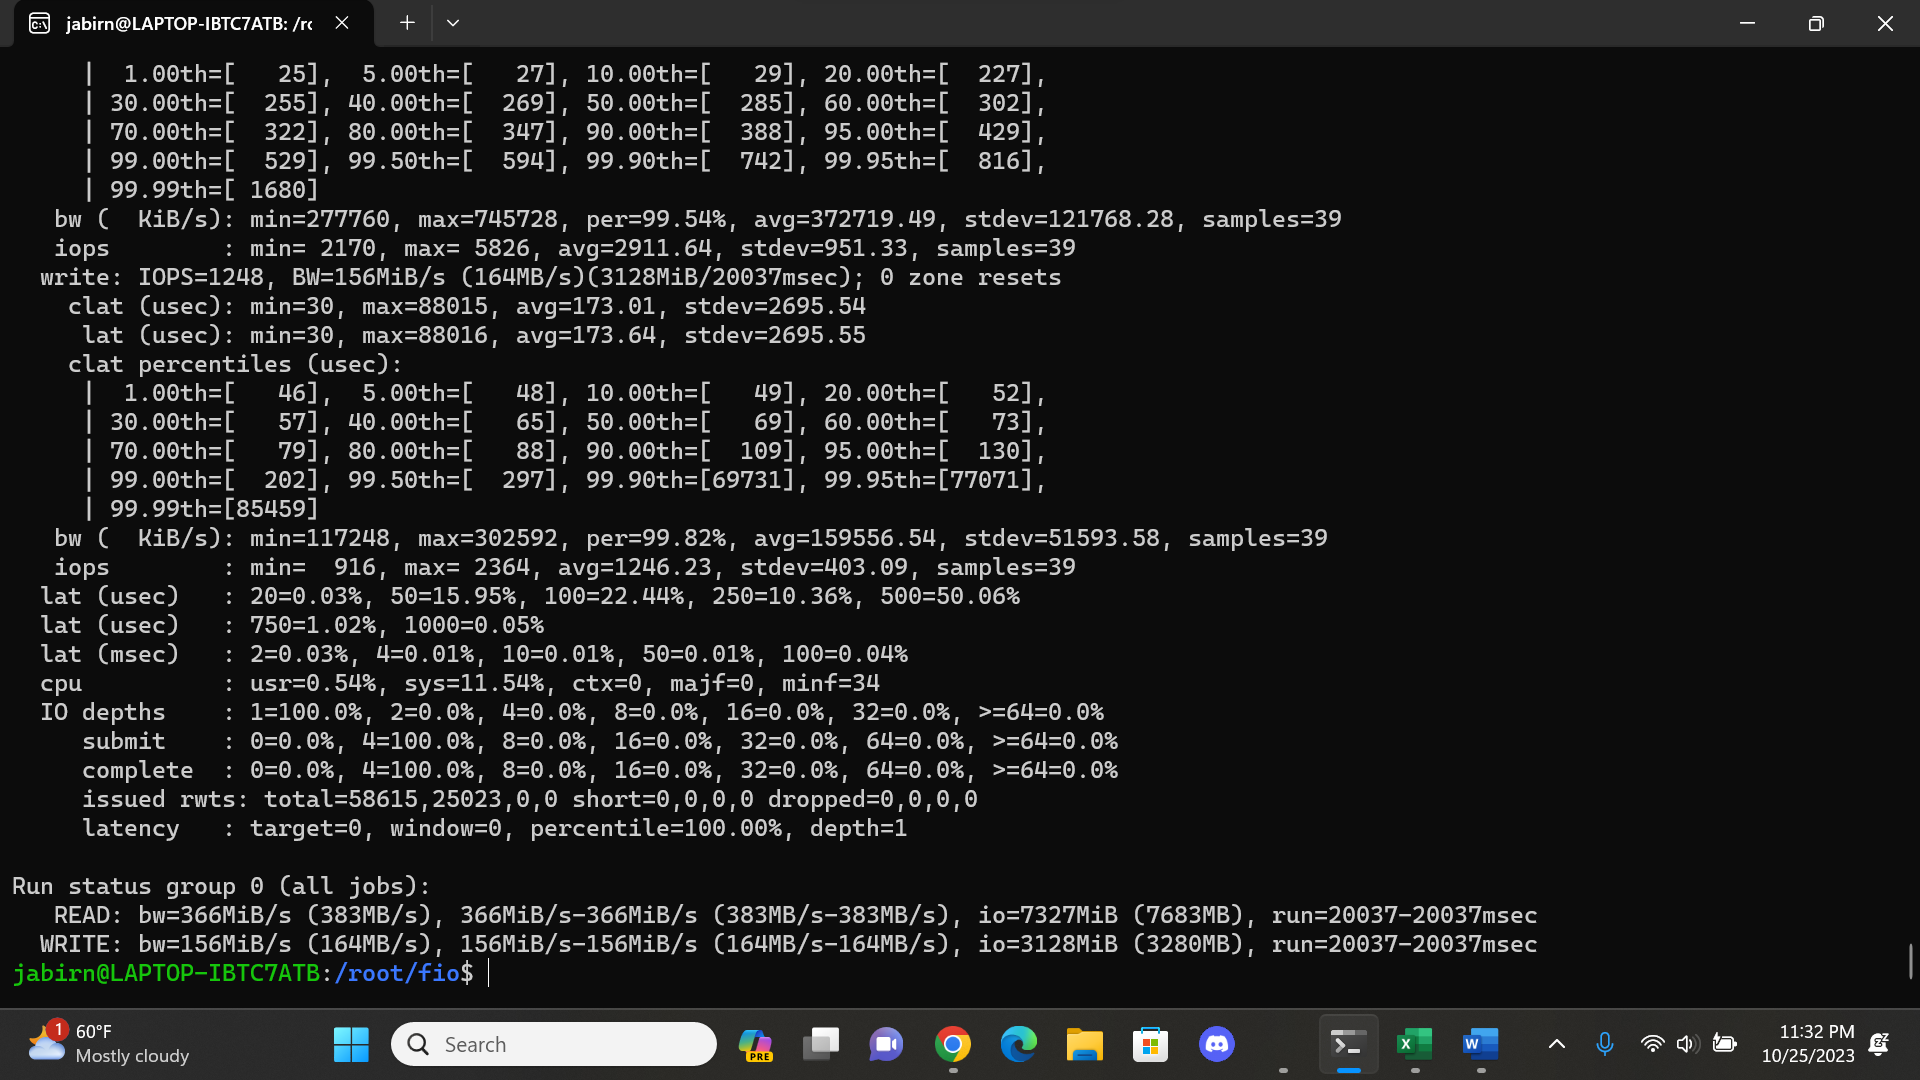 jabirn@LAPTOP-IBTC7ATB: /ro
     |  1.00th=[   25],  5.00th=[   27], 10.00th=[   29], 20.00th=[  227],
     | 30.00th=[  255], 40.00th=[  269], 50.00th=[  285], 60.00th=[  302],
     | 70.00th=[  322], 80.00th=[  347], 90.00th=[  388], 95.00th=[  429],
     | 99.00th=[  529], 99.50th=[  594], 99.90th=[  742], 99.95th=[  816],
     | 99.99th=[ 1680]
   bw (  KiB/s): min=277760, max=745728, per=99.54%, avg=372719.49, stdev=121768.28, samples=39
   iops        : min= 2170, max= 5826, avg=2911.64, stdev=951.33, samples=39
  write: IOPS=1248, BW=156MiB/s (164MB/s)(3128MiB/20037msec); 0 zone resets
    clat (usec): min=30, max=88015, avg=173.01, stdev=2695.54
     lat (usec): min=30, max=88016, avg=173.64, stdev=2695.55
    clat percentiles (usec):
     |  1.00th=[   46],  5.00th=[   48], 10.00th=[   49], 20.00th=[   52],
     | 30.00th=[   57], 40.00th=[   65], 50.00th=[   69], 60.00th=[   73],
     | 70.00th=[   79], 80.00th=[   88], 90.00th=[  109], 95.00th=[  130],
     | 99.00th=[  202], 99.50th=[  297], 99.90th=[69731], 99.95th=[77071],
     | 99.99th=[85459]
   bw (  KiB/s): min=117248, max=302592, per=99.82%, avg=159556.54, stdev=51593.58, samples=39
   iops        : min=  916, max= 2364, avg=1246.23, stdev=403.09, samples=39
  lat (usec)   : 20=0.03%, 50=15.95%, 100=22.44%, 250=10.36%, 500=50.06%
  lat (usec)   : 750=1.02%, 1000=0.05%
  lat (msec)   : 2=0.03%, 4=0.01%, 10=0.01%, 50=0.01%, 100=0.04%
  cpu          : usr=0.54%, sys=11.54%, ctx=0, majf=0, minf=34
  IO depths    : 1=100.0%, 2=0.0%, 4=0.0%, 8=0.0%, 16=0.0%, 32=0.0%, >=64=0.0%
     submit    : 0=0.0%, 4=100.0%, 8=0.0%, 16=0.0%, 32=0.0%, 64=0.0%, >=64=0.0%
     complete  : 0=0.0%, 4=100.0%, 8=0.0%, 16=0.0%, 32=0.0%, 64=0.0%, >=64=0.0%
     issued rwts: total=58615,25023,0,0 short=0,0,0,0 dropped=0,0,0,0
     latency   : target=0, window=0, percentile=100.00%, depth=1

Run status group 0 (all jobs):
   READ: bw=366MiB/s (383MB/s), 366MiB/s-366MiB/s (383MB/s-383MB/s), io=7327MiB (7683MB), run=20037-20037msec
  WRITE: bw=156MiB/s (164MB/s), 156MiB/s-156MiB/s (164MB/s-164MB/s), io=3128MiB (3280MB), run=20037-20037msec
jabirn@LAPTOP-IBTC7ATB:/root/fio$
1
60°F
Mostly cloudy
Search
PRE
X
W
11:32 PM
10/25/2023